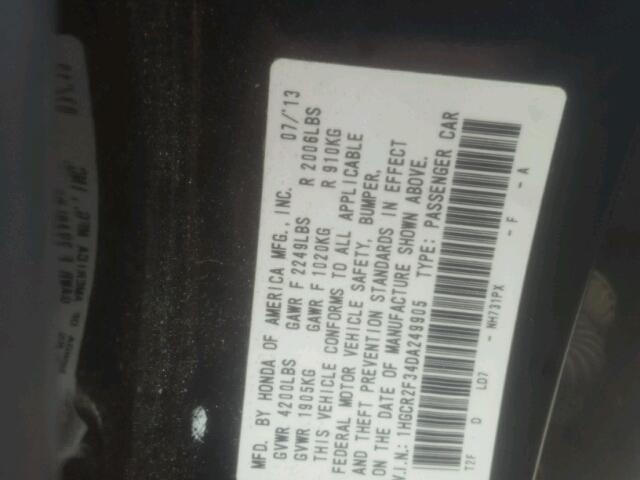 MFD. BY HONDA OF AMERICA MFG., INC. 07/'13
GVWR 4200LBS GAWR F 2249LBS R 2006LBS
GVWR 1905KG GAWR F 1020KG R 910KG
THIS VEHICLE CONFORMS TO ALL APPLICABLE
FEDERAL MOTOR VEHICLE SAFETY, BUMPER,
AND THEFT PREVENTION STANDARDS IN EFFECT
ON THE DATE OF MANUFACTURE SHOWN ABOVE.
V.I.N.: 1HGCR2F34DA249905 TYPE: PASSENGER CAR
T2F D LD7 - NH731PX - F - A